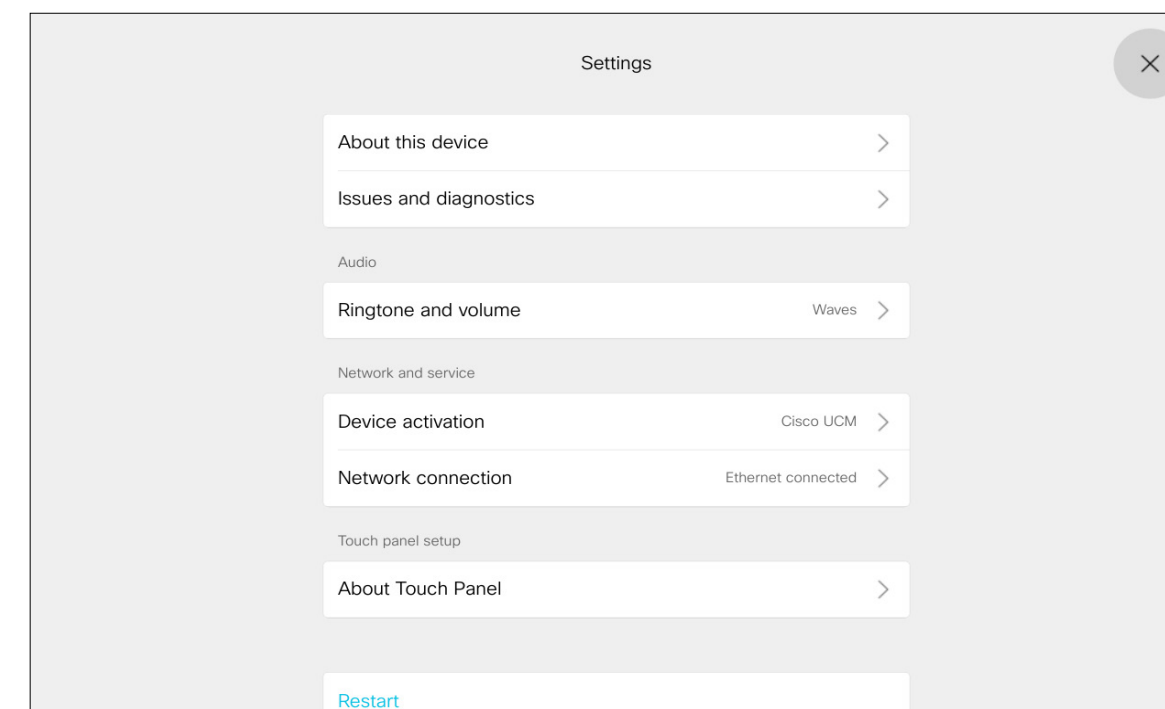 Settings
About this device
Issues and diagnostics
Audio
Ringtone and volume Waves
Network and service
Device activation Cisco UCM
Network connection Ethernet connected
Touch panel setup
About Touch Panel
Restart